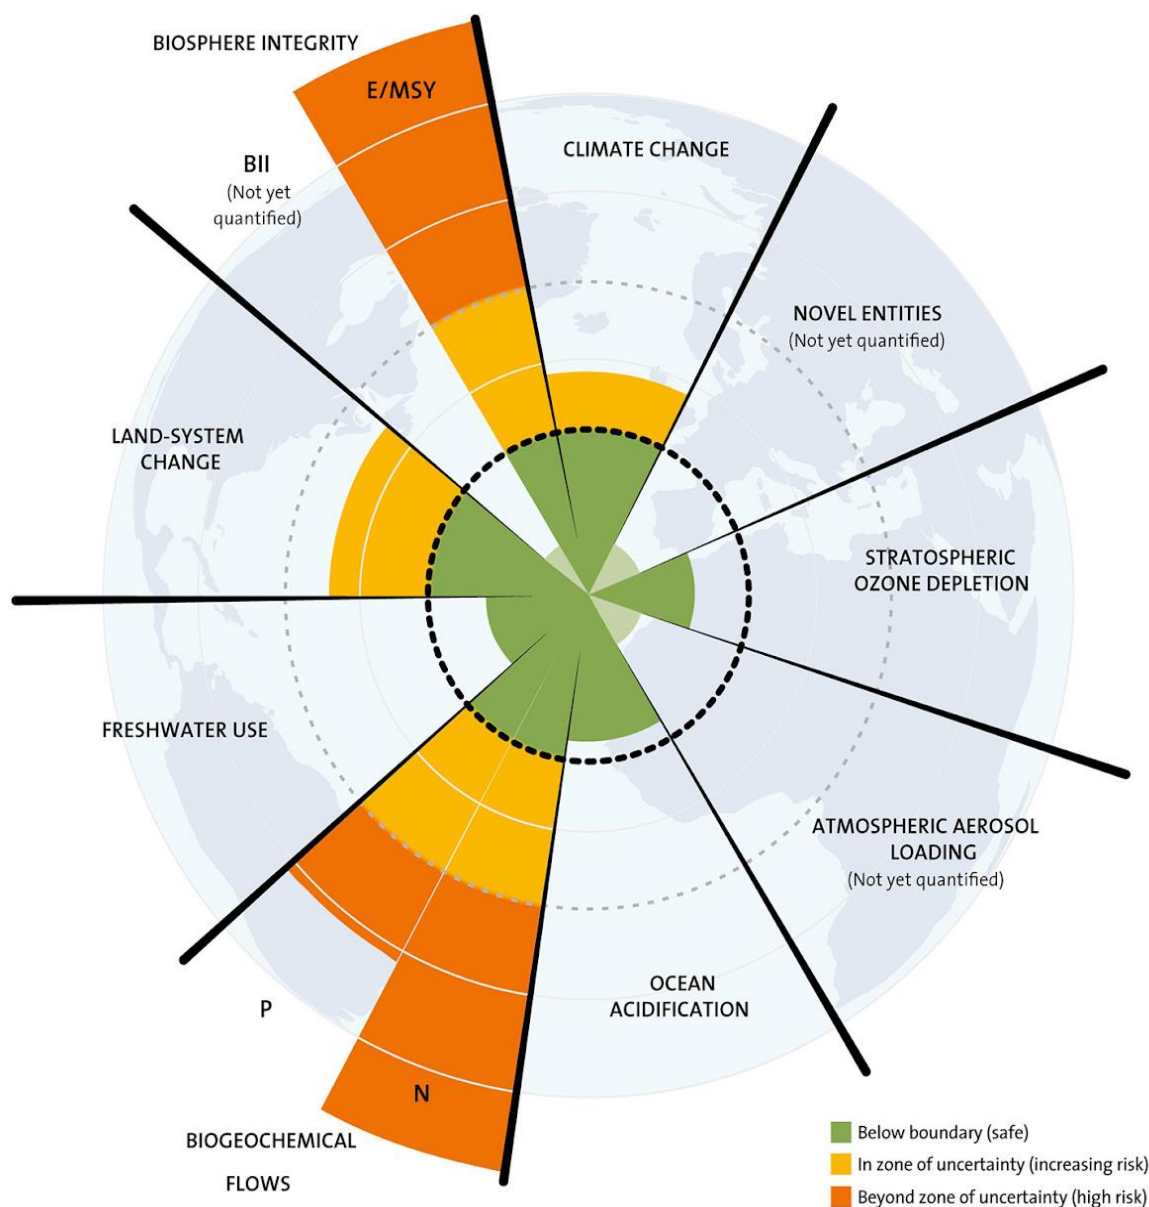 BIOSPHERE INTEGRITY
E/MSY
BII
(Not yet
quantified)
CLIMATE CHANGE
NOVEL ENTITIES
(Not yet quantified)
LAND-SYSTEM
CHANGE
STRATOSPHERIC
OZONE DEPLETION
FRESHWATER USE
ATMOSPHERIC AEROSOL
LOADING
(Not yet quantified)
OCEAN
ACIDIFICATION
P
N
BIOGEOCHEMICAL
FLOWS
Below boundary (safe)
In zone of uncertainty (increasing risk)
Beyond zone of uncertainty (high risk)